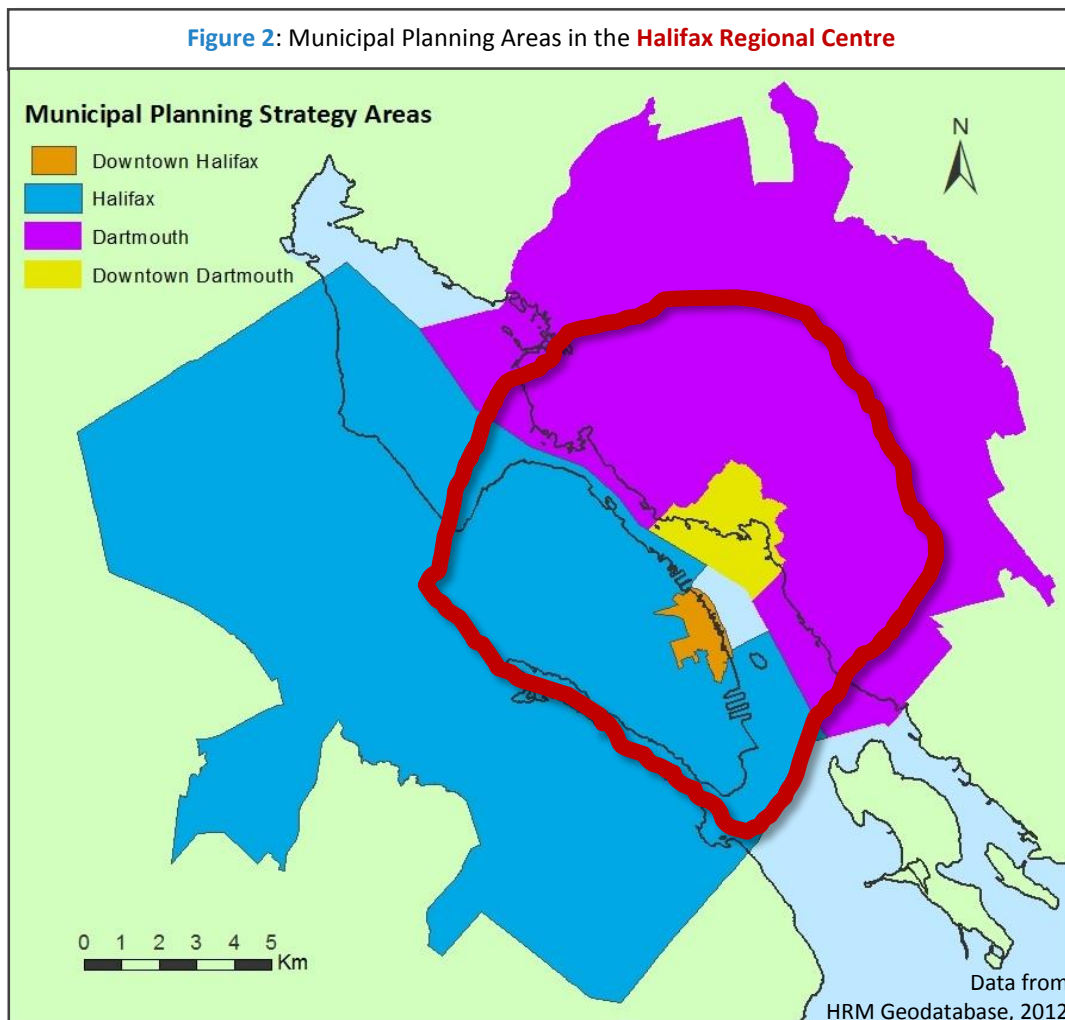 Figure 2: Municipal Planning Areas in the Halifax Regional Centre
Municipal Planning Strategy Areas
Downtown Halifax
Halifax
Dartmouth
Downtown Dartmouth
N
0 1 2 3 4 5
Km
Data from
HRM Geodatabase, 2012